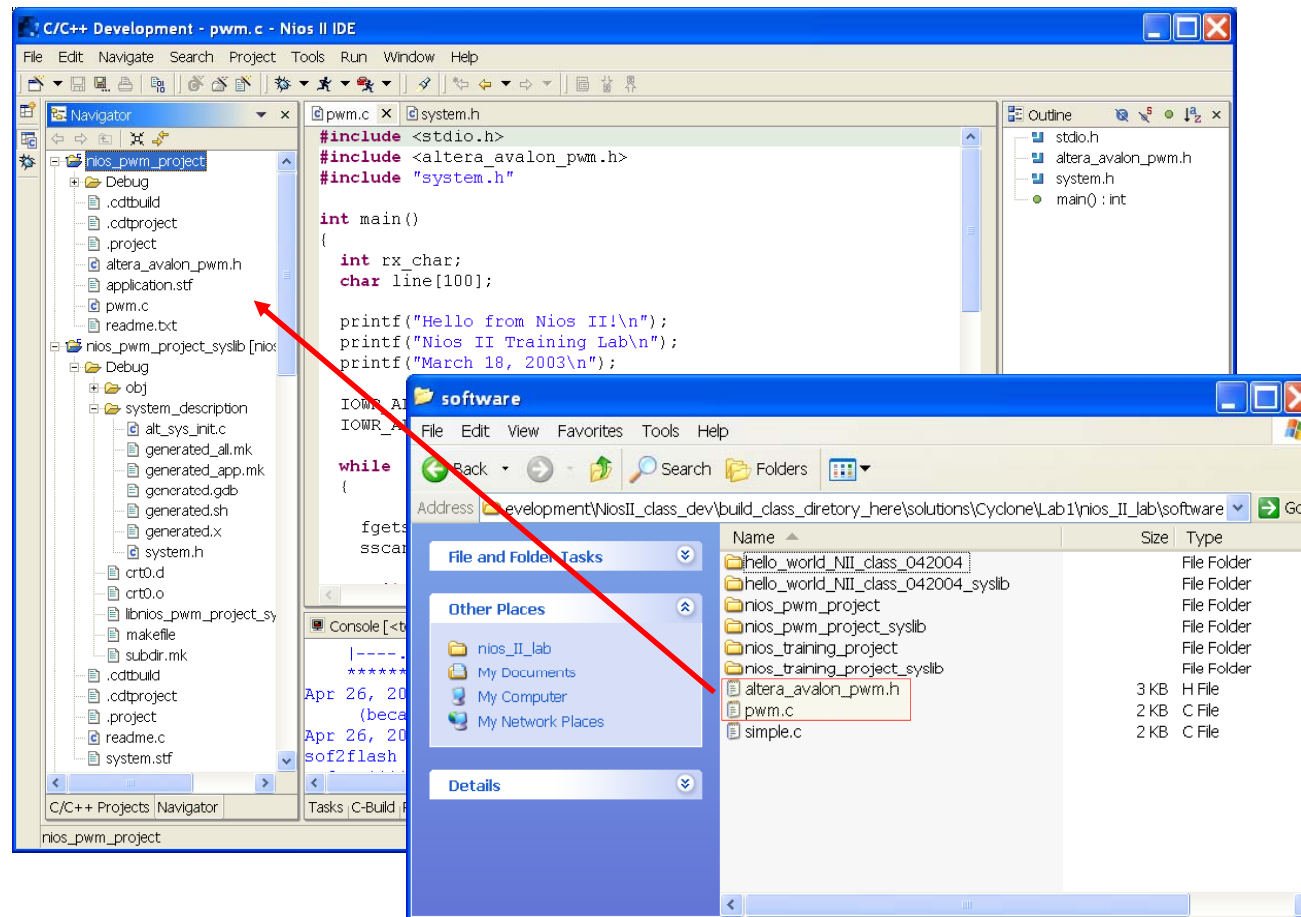 C/C++ Development - pwm.c - Nios II IDE
File Edit Navigate Search Project Tools Run Window Help
Navigator
nios_pwm_project
Debug
.cdtbuild
.cdtproject
.project
altera_avalon_pwm.h
application.stf
pwm.c
readme.txt
nios_pwm_project_syslib [nios
Debug
obj
system_description
alt_sys_init.c
generated_all.mk
generated_app.mk
generated.gdb
generated.sh
generated.x
system.h
crt0.d
crt0.o
libnios_pwm_project_sy
makefile
subdir.mk
.cdtbuild
.cdtproject
.project
readme.c
system.stf
C/C++ Projects Navigator
nios_pwm_project
pwm.c system.h
#include <stdio.h>
#include <altera_avalon_pwm.h>
#include "system.h"
int main()
{
int rx_char;
char line[100];
printf("Hello from Nios II!\n");
printf("Nios II Training Lab\n");
printf("March 18, 2003\n");
IOWR_A
IOWR_A
while
{
fgets
sscan
Console [<t
|----.
******
Apr 26, 20
(beca
Apr 26, 20
sof2flash
Tasks C-Build
Outline
stdio.h
altera_avalon_pwm.h
system.h
main() : int
software
File Edit View Favorites Tools Help
Back Search Folders
Address evelopment\NiosII_class_dev\build_class_diretory_here\solutions\Cyclone\Lab1\nios_II_lab\software Go
File and Folder Tasks
Other Places
nios_II_lab
My Documents
My Computer
My Network Places
Details
Name Size Type
hello_world_NII_class_042004 File Folder
hello_world_NII_class_042004_syslib File Folder
nios_pwm_project File Folder
nios_pwm_project_syslib File Folder
nios_training_project File Folder
nios_training_project_syslib File Folder
altera_avalon_pwm.h 3 KB H File
pwm.c 2 KB C File
simple.c 2 KB C File